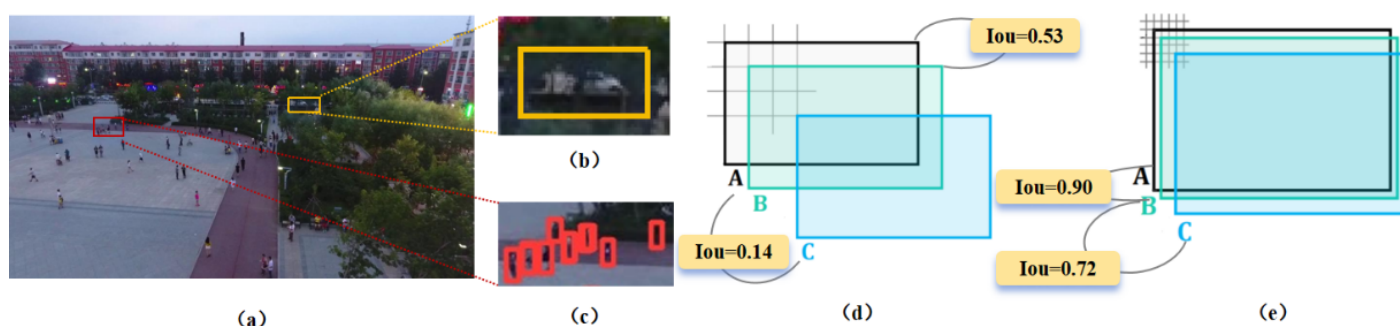 (a)
(b)
(c)
Iou=0.53
A
B
C
Iou=0.14
(d)
Iou=0.90
A
B
C
Iou=0.72
(e)